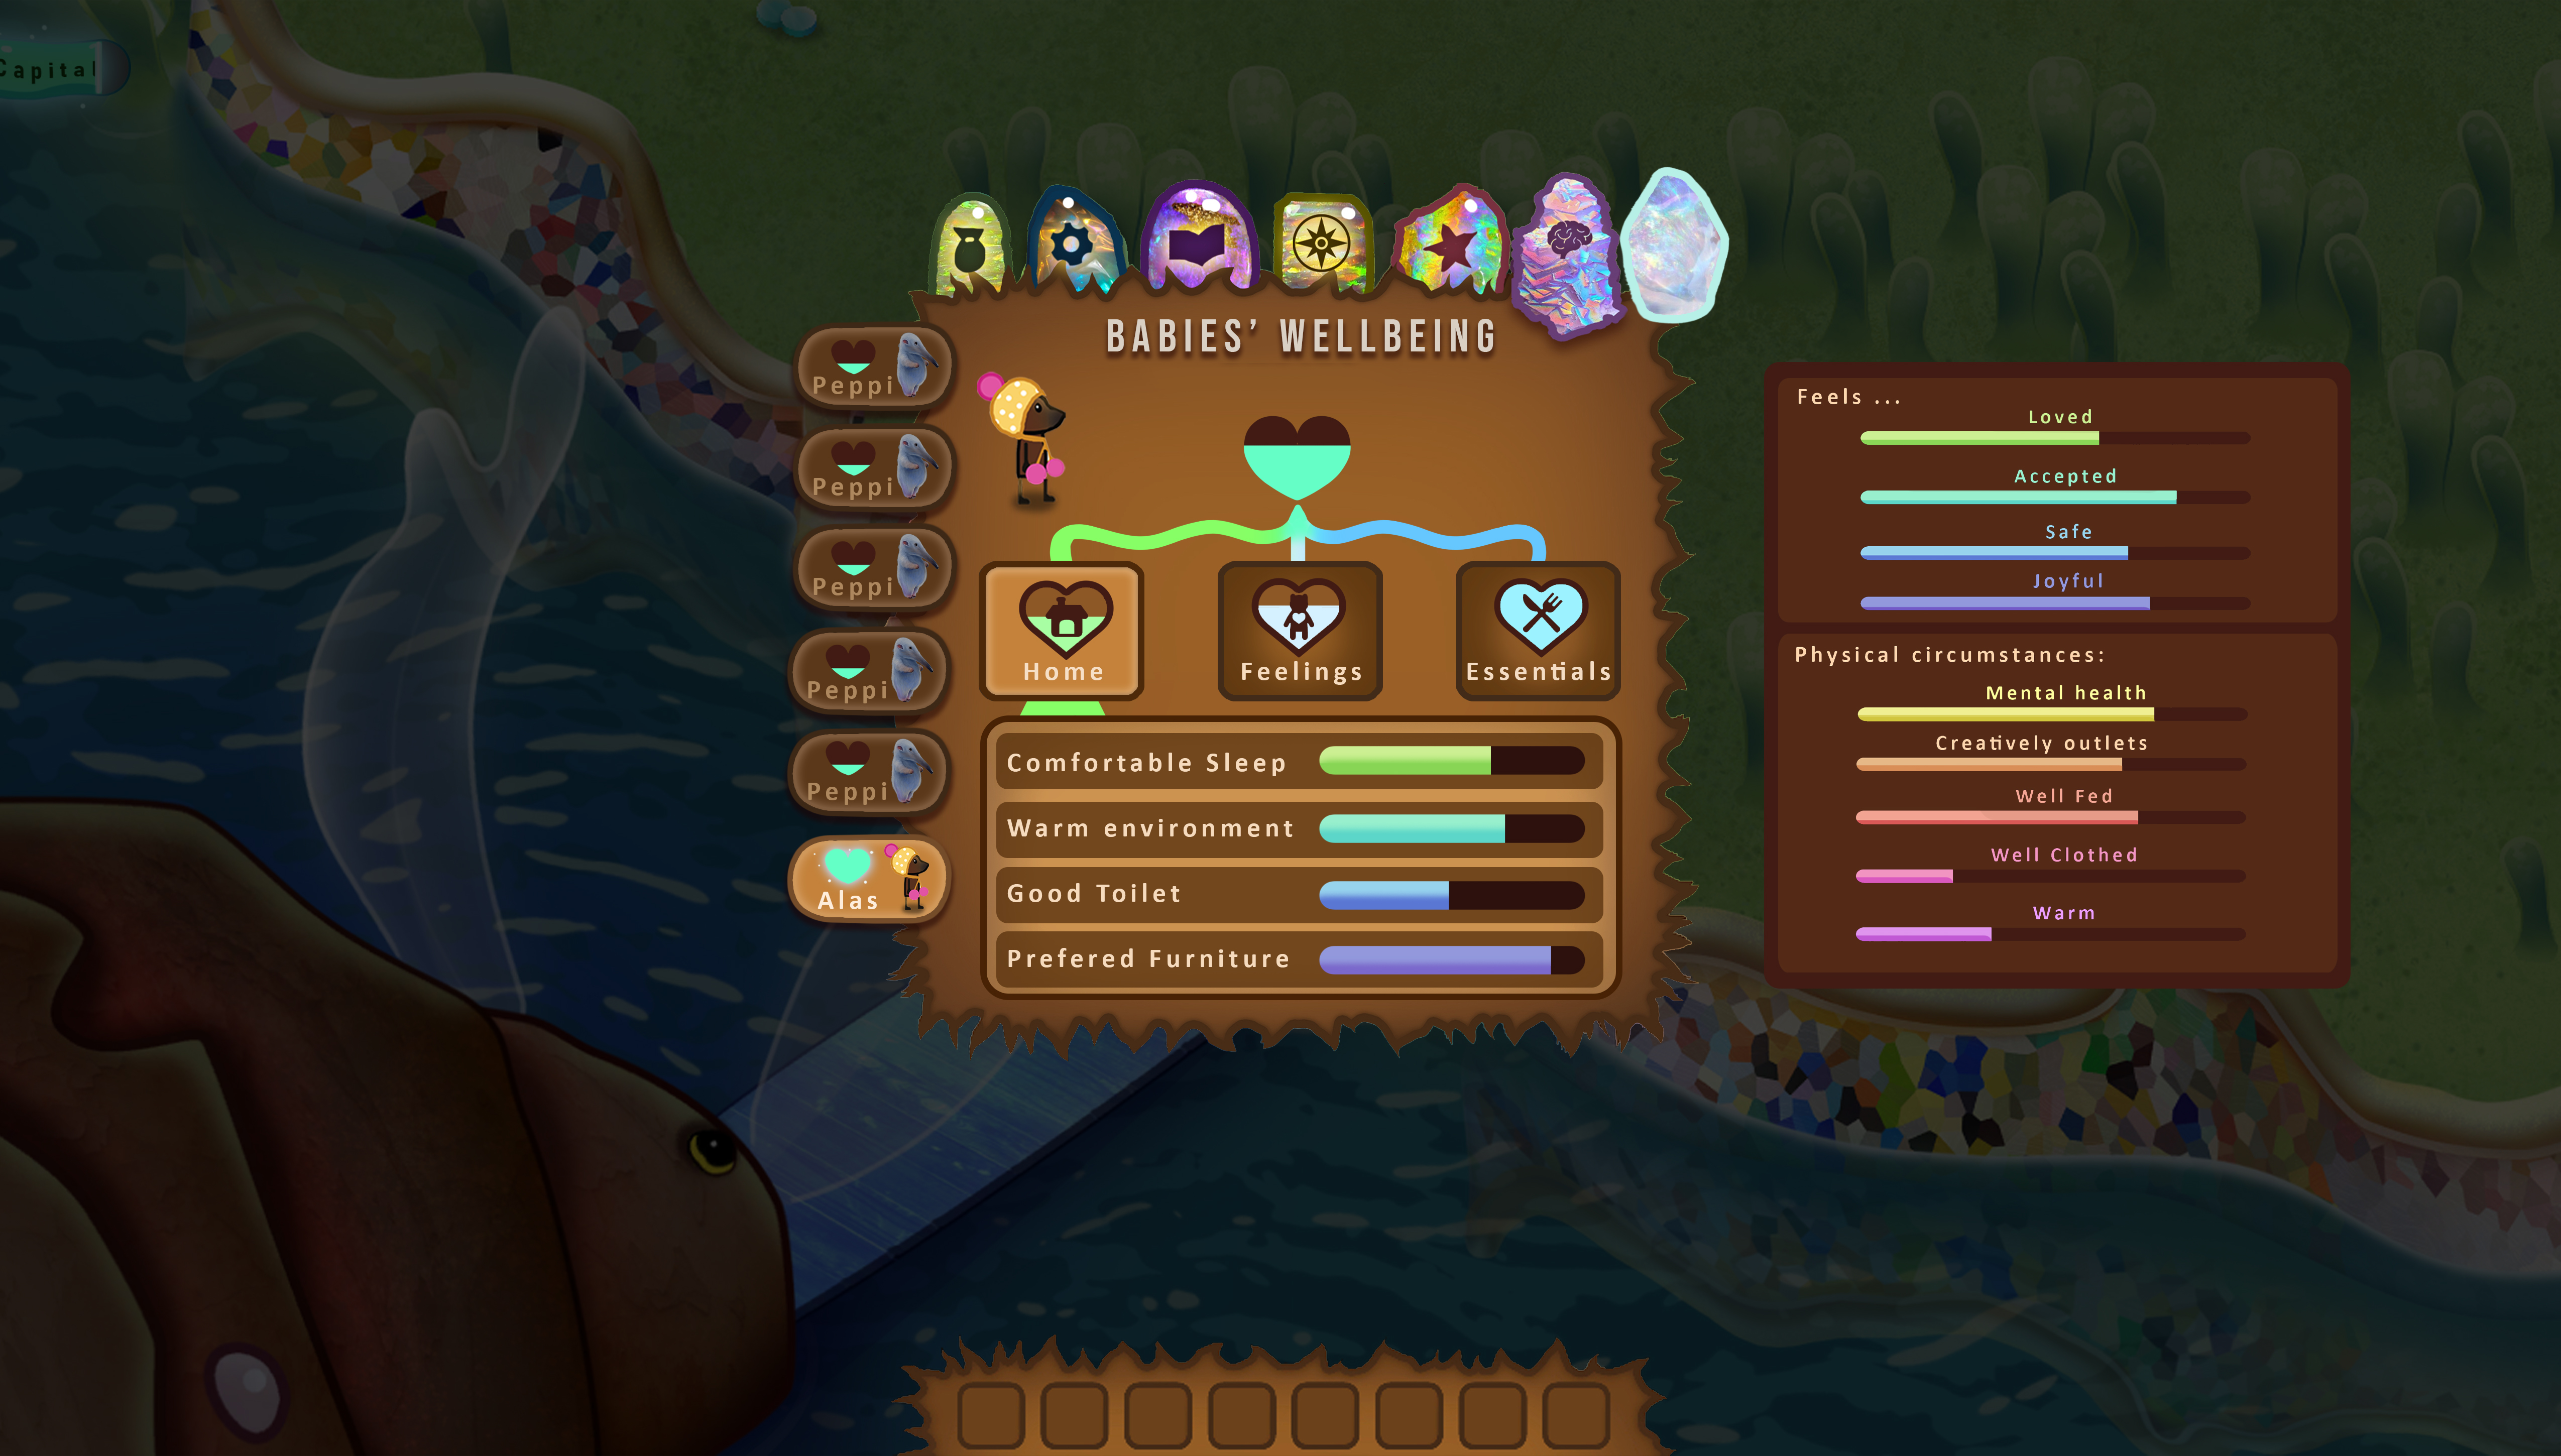 Capital
BABIES’ WELLBEING
Peppi
Peppi
Peppi
Peppi
Peppi
Alas
Home
Feelings
Essentials
Comfortable Sleep
Warm environment
Good Toilet
Prefered Furniture
Feels ...
Loved
Accepted
Safe
Joyful
Physical circumstances:
Mental health
Creatively outlets
Well Fed
Well Clothed
Warm